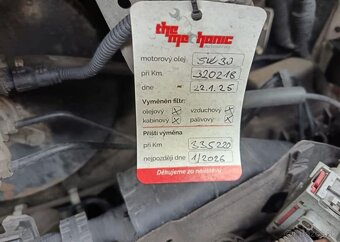 the mechanic
motorový olej 5W30
při Km 320218
dne 22.1.25
Vyměněn filtr:
olejový x vzduchový x
kabinový x palivový x
Příští výměna
při Km 335220
nejpozději dne 1/2026
Děkujeme za návštěvu